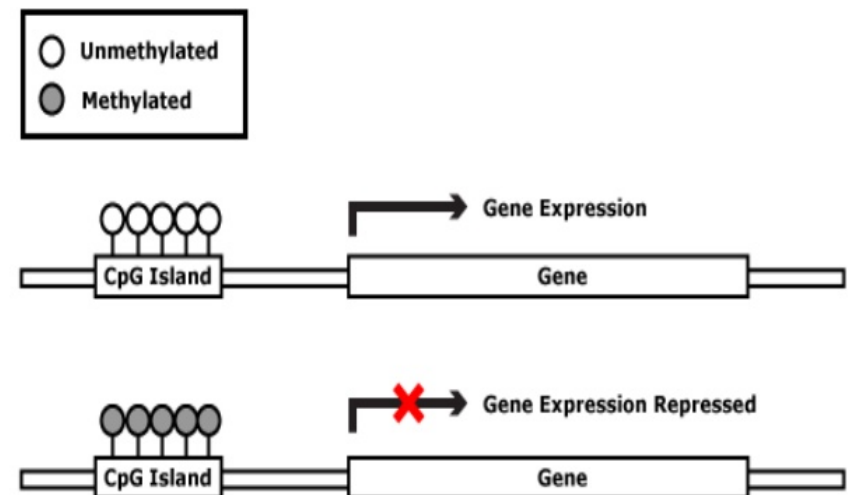 Unmethylated
Methylated
Gene Expression
CpG Island
Gene
Gene Expression Repressed
CpG Island
Gene